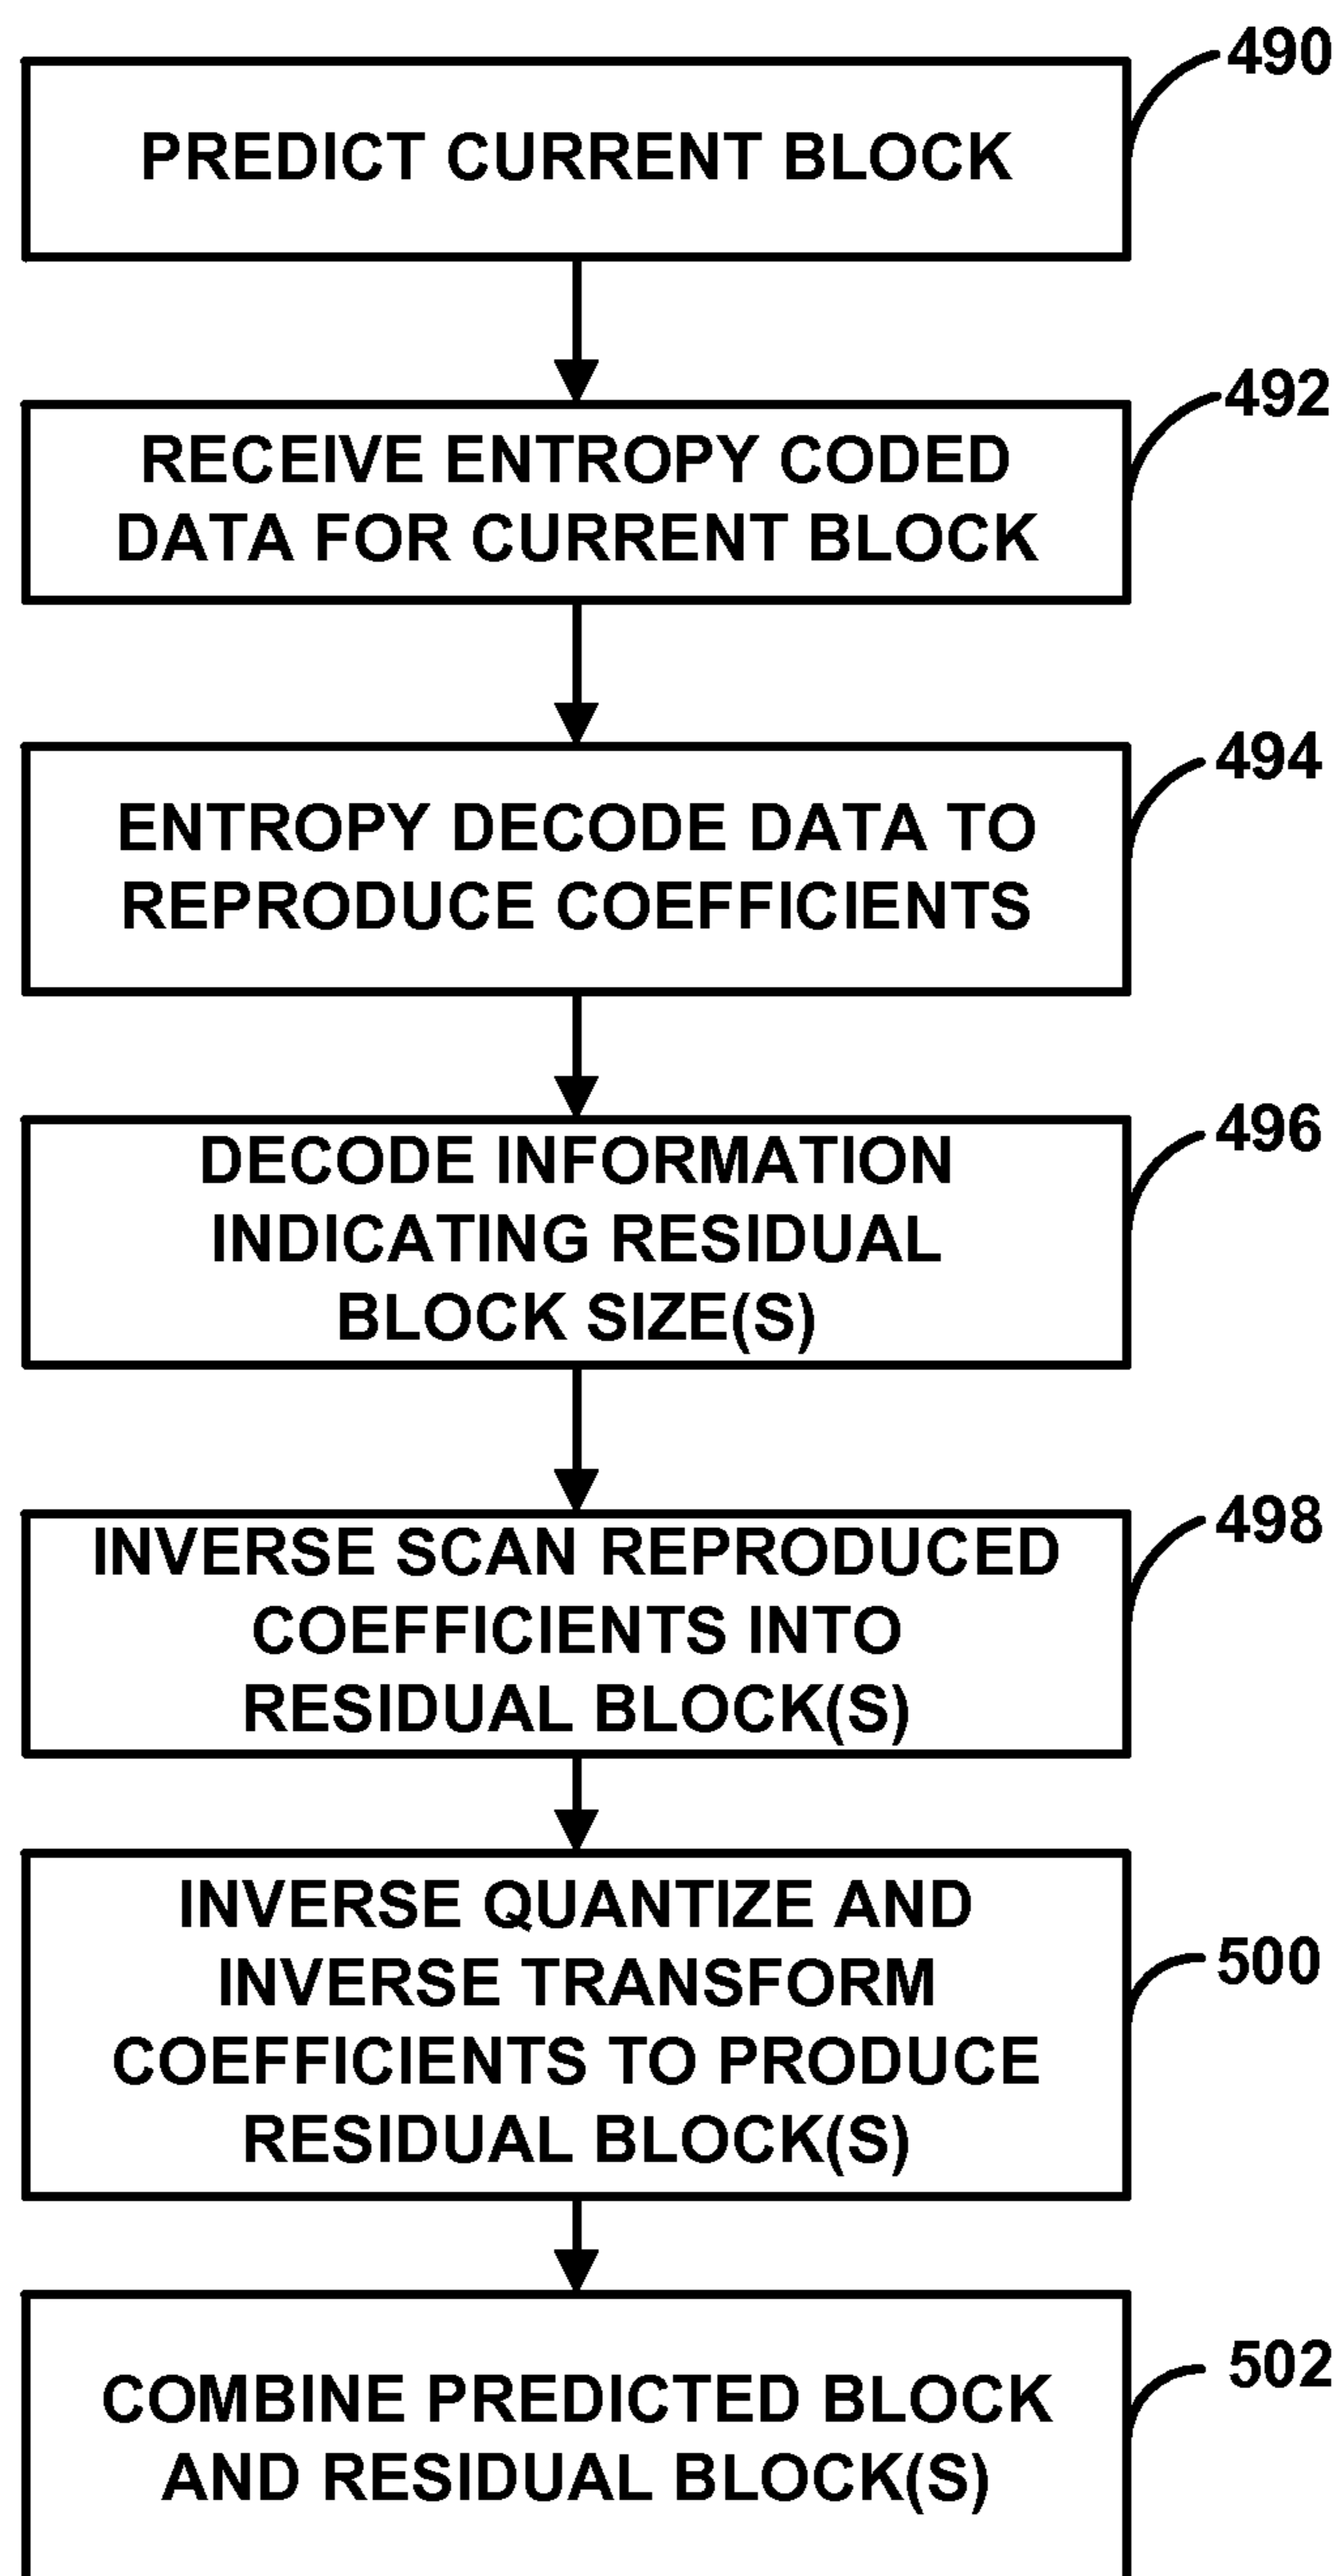 490
PREDICT CURRENT BLOCK
492
RECEIVE ENTROPY CODED
DATA FOR CURRENT BLOCK
494
ENTROPY DECODE DATA TO
REPRODUCE COEFFICIENTS
496
DECODE INFORMATION
INDICATING RESIDUAL
BLOCK SIZE(S)
498
INVERSE SCAN REPRODUCED
COEFFICIENTS INTO
RESIDUAL BLOCK(S)
500
INVERSE QUANTIZE AND
INVERSE TRANSFORM
COEFFICIENTS TO PRODUCE
RESIDUAL BLOCK(S)
502
COMBINE PREDICTED BLOCK
AND RESIDUAL BLOCK(S)